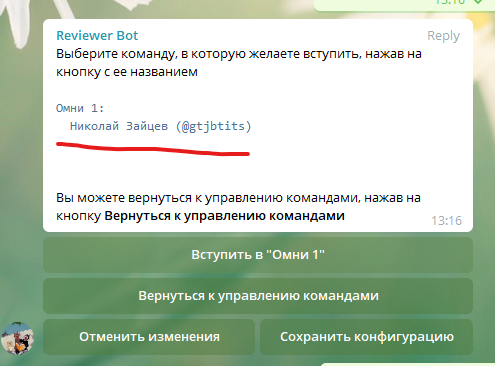 13:16
Reviewer Bot Reply
Выберите команду, в которую желаете вступить, нажав на
кнопку с ее названием
Омни 1:
Николай Зайцев (@gtjbtits)
Вы можете вернуться к управлению командами, нажав на
кнопку Вернуться к управлению командами
13:16
Вступить в "Омни 1"
Вернуться к управлению командами
Отменить изменения Сохранить конфигурацию